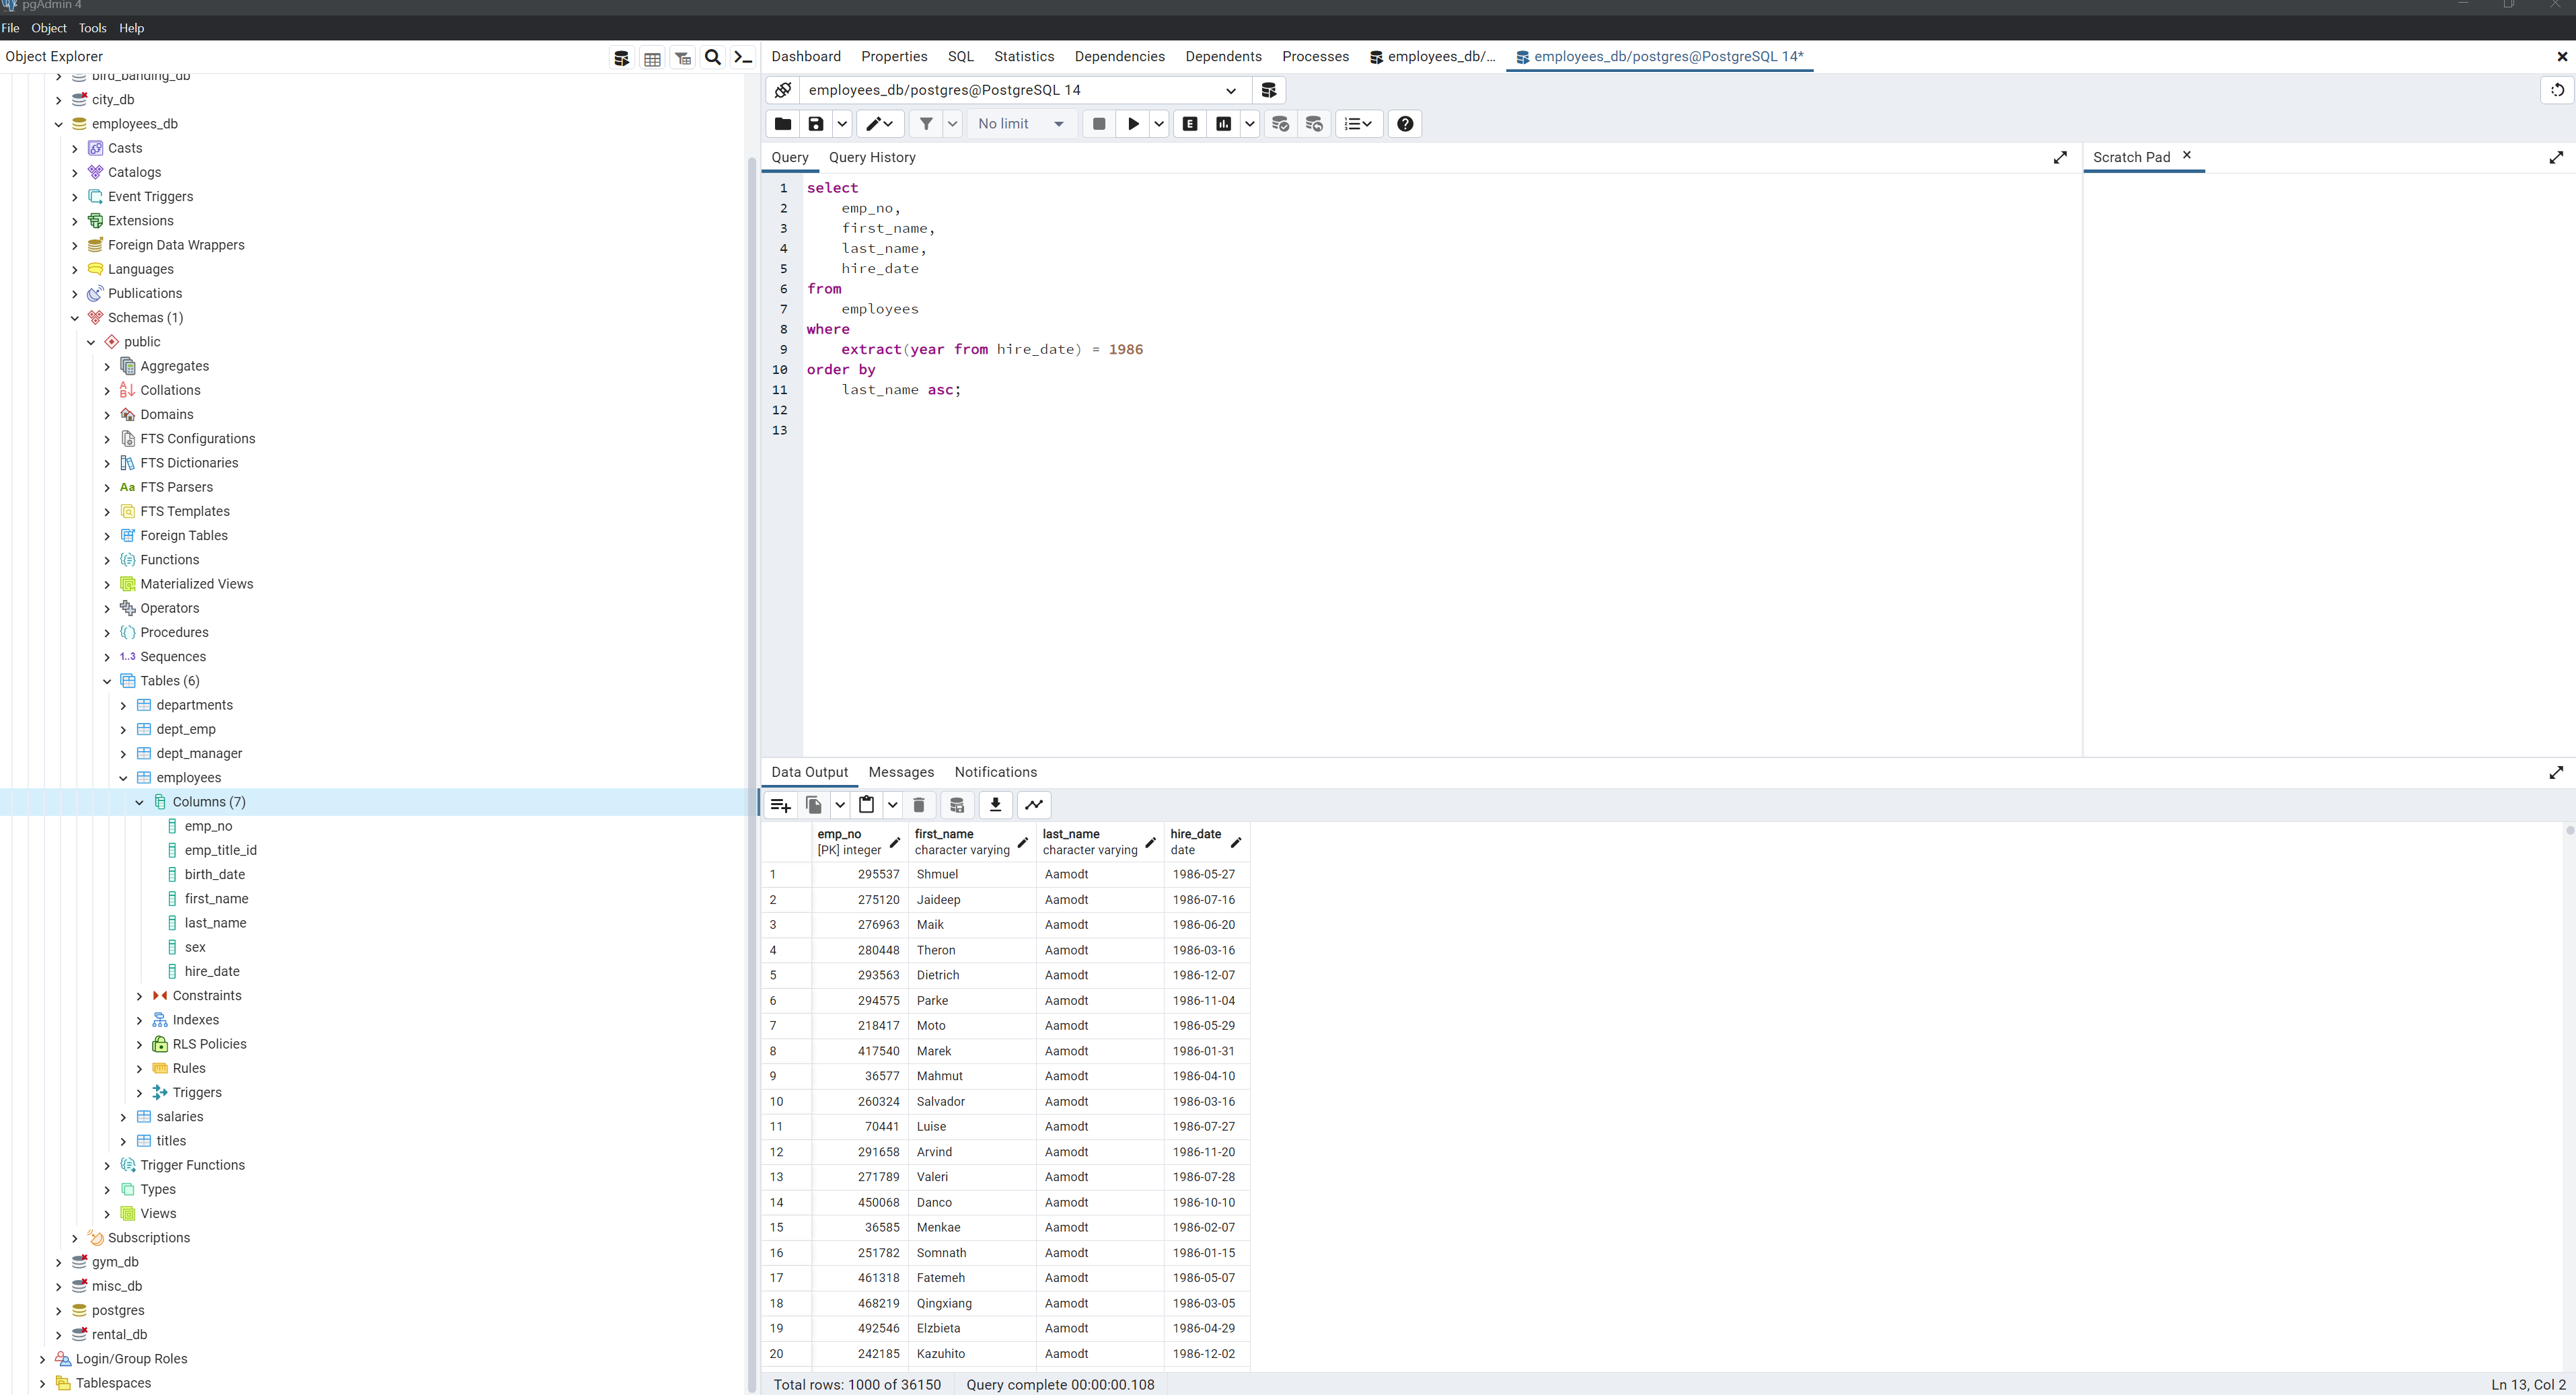 pgAdmin 4
File Object Tools Help
Object Explorer
bird_banding_db
city_db
employees_db
Casts
Catalogs
Event Triggers
Extensions
Foreign Data Wrappers
Languages
Publications
Schemas (1)
public
Aggregates
Collations
Domains
FTS Configurations
FTS Dictionaries
Aa FTS Parsers
FTS Templates
Foreign Tables
Functions
Materialized Views
Operators
Procedures
1..3 Sequences
Tables (6)
departments
dept_emp
dept_manager
employees
Columns (7)
emp_no
emp_title_id
birth_date
first_name
last_name
sex
hire_date
Constraints
Indexes
RLS Policies
Rules
Triggers
salaries
titles
Trigger Functions
Types
Views
Subscriptions
gym_db
misc_db
postgres
rental_db
Login/Group Roles
Tablespaces
Dashboard Properties SQL Statistics Dependencies Dependents Processes employees_db/... employees_db/postgres@PostgreSQL 14*
employees_db/postgres@PostgreSQL 14
No limit E
Query Query History
Scratch Pad
1 select
2 emp_no,
3 first_name,
4 last_name,
5 hire_date
6 from
7 employees
8 where
9 extract(year from hire_date) = 1986
10 order by
11 last_name asc;
12
13
Data Output Messages Notifications
emp_no first_name last_name hire_date
[PK] integer character varying character varying date
1 295537 Shmuel Aamodt 1986-05-27
2 275120 Jaideep Aamodt 1986-07-16
3 276963 Maik Aamodt 1986-06-20
4 280448 Theron Aamodt 1986-03-16
5 293563 Dietrich Aamodt 1986-12-07
6 294575 Parke Aamodt 1986-11-04
7 218417 Moto Aamodt 1986-05-29
8 417540 Marek Aamodt 1986-01-31
9 36577 Mahmut Aamodt 1986-04-10
10 260324 Salvador Aamodt 1986-03-16
11 70441 Luise Aamodt 1986-07-27
12 291658 Arvind Aamodt 1986-11-20
13 271789 Valeri Aamodt 1986-07-28
14 450068 Danco Aamodt 1986-10-10
15 36585 Menkae Aamodt 1986-02-07
16 251782 Somnath Aamodt 1986-01-15
17 461318 Fatemeh Aamodt 1986-05-07
18 468219 Qingxiang Aamodt 1986-03-05
19 492546 Elzbieta Aamodt 1986-04-29
20 242185 Kazuhito Aamodt 1986-12-02
Total rows: 1000 of 36150 Query complete 00:00:00.108 Ln 13, Col 2